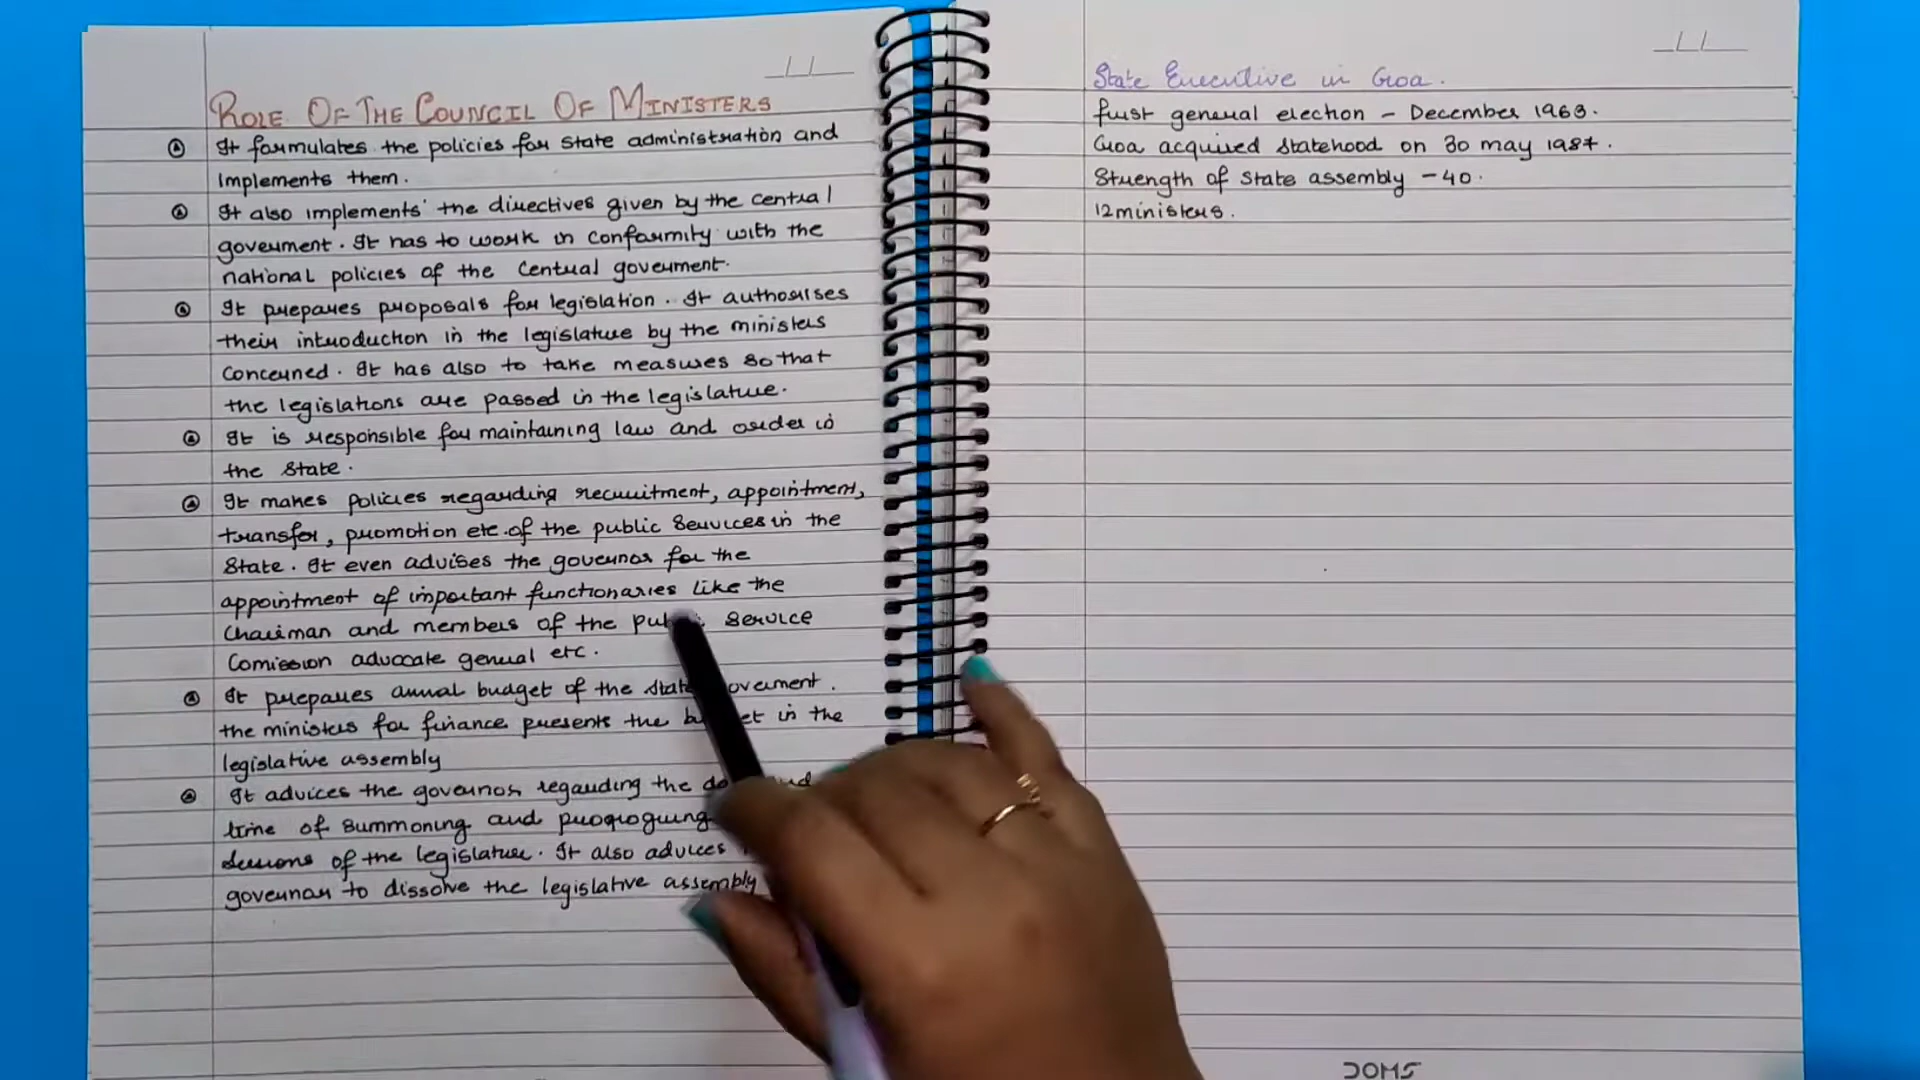 ROLE OF THE COUNCIL OF MINISTERS
It formulates the policies for state administration and
implements them.
It also implements the directives given by the central
government. It has to work in conformity with the
national policies of the central government.
It prepares proposals for legislation. It authorises
their introduction in the legislature by the ministers
concerned. It has also to take measures so that
the legislations are passed in the legislature.
It is responsible for maintaining law and order in
the state.
It makes policies regarding recruitment, appointment,
transfer, promotion etc. of the public services in the
state. It even advises the governor for the
appointment of important functionaries like the
chairman and members of the service
Comission advocate general etc.
It prepares annual budget of the
the ministers for finance presents the in the
legislative assembly
It advices the governor regarding the
time of summoning and
of the legislature. It also advices
governor to dissolve the legislative assembly
State Executive in Goa.
first general election - December 1963.
Goa acquired statehood on 30 may 1987.
Strength of state assembly - 40.
12 ministers.
DOMS